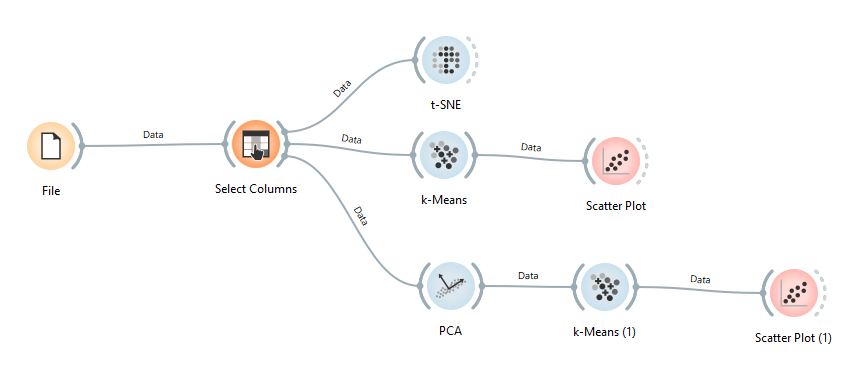 Data
t-SNE
Data
File
Select Columns
Data
k-Means
Data
Scatter Plot
Data
PCA
Data
k-Means (1)
Data
Scatter Plot (1)